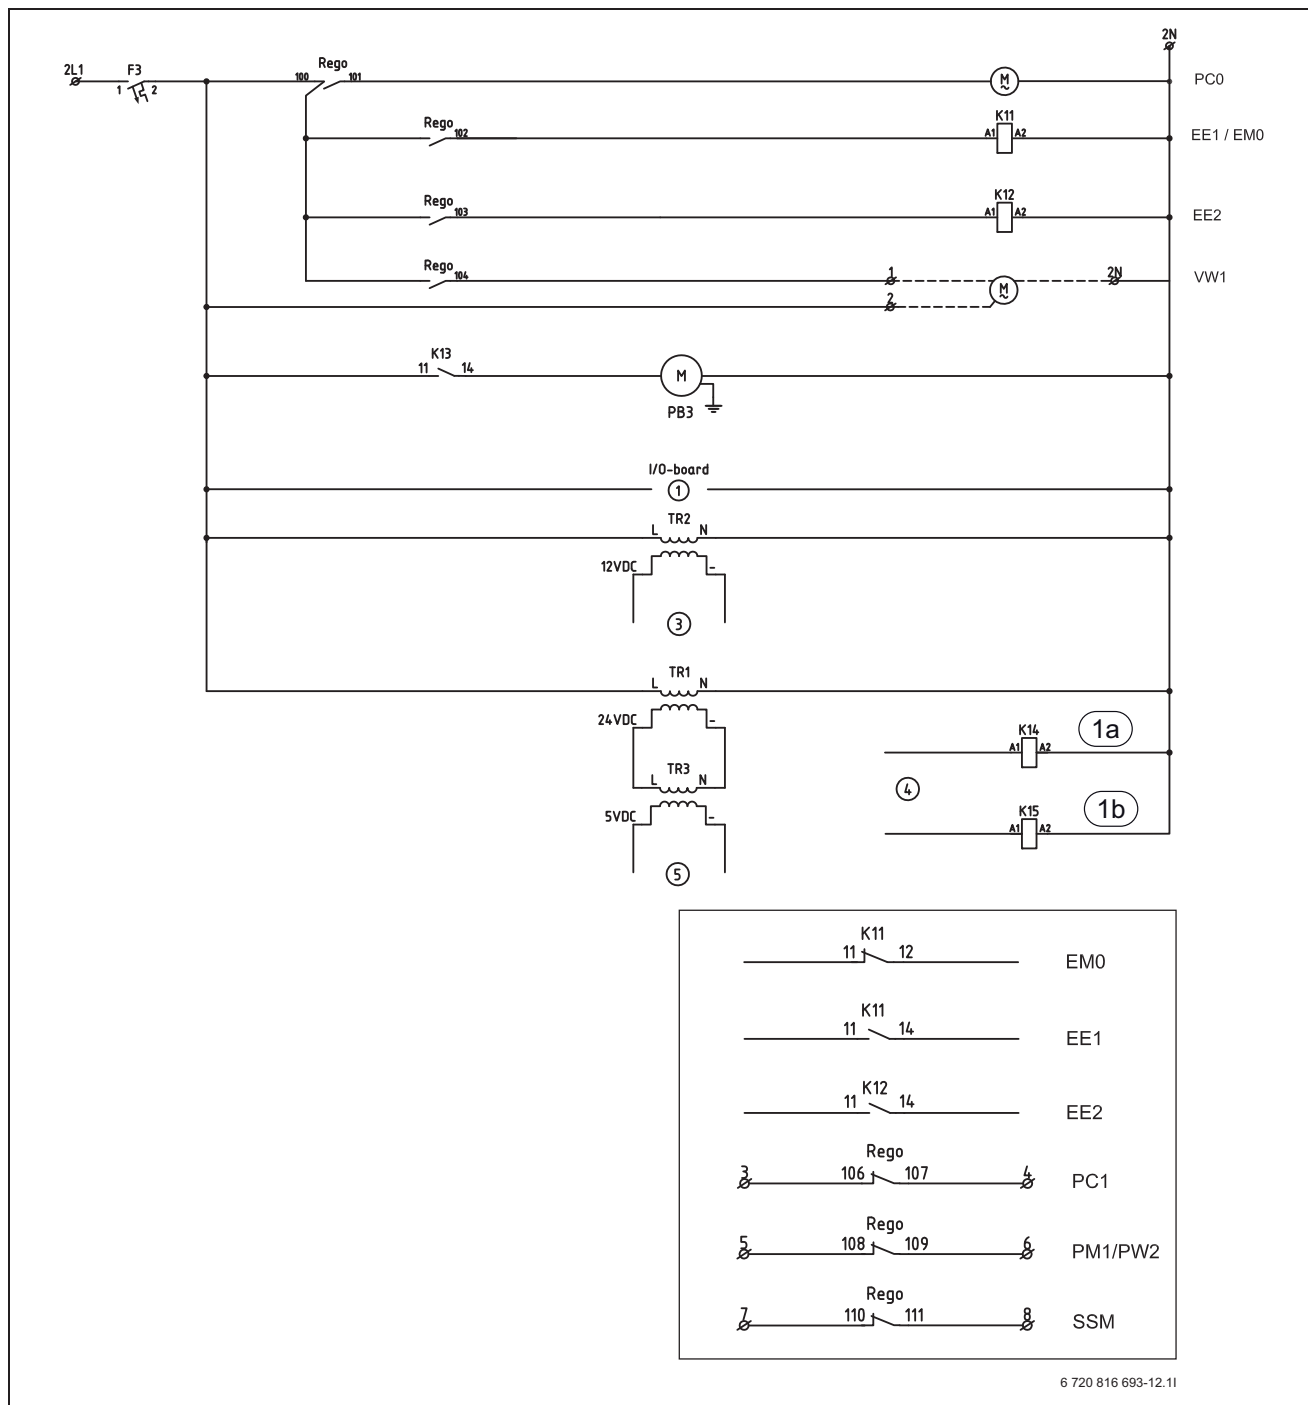 2N
2L1 F3 Rego
1 2 100 101 M ~ PC0
Rego 102 A1 K11 A2 EE1 / EM0
Rego 103 A1 K12 A2 EE2
Rego 104 1 M ~ 2N VW1
2
K13
11 14 M
PB3
I/O-board
1
TR2
L N
12VDC -
3
TR1
L N
24VDC -
K14 1a
A1 A2
TR3
L N
4
5VDC -
K15 1b
A1 A2
5
K11
11 12 EM0
K11
11 14 EE1
K12
11 14 EE2
Rego
3 106 107 4 PC1
Rego
5 108 109 6 PM1/PW2
Rego
7 110 111 8 SSM
6 720 816 693-12.1I